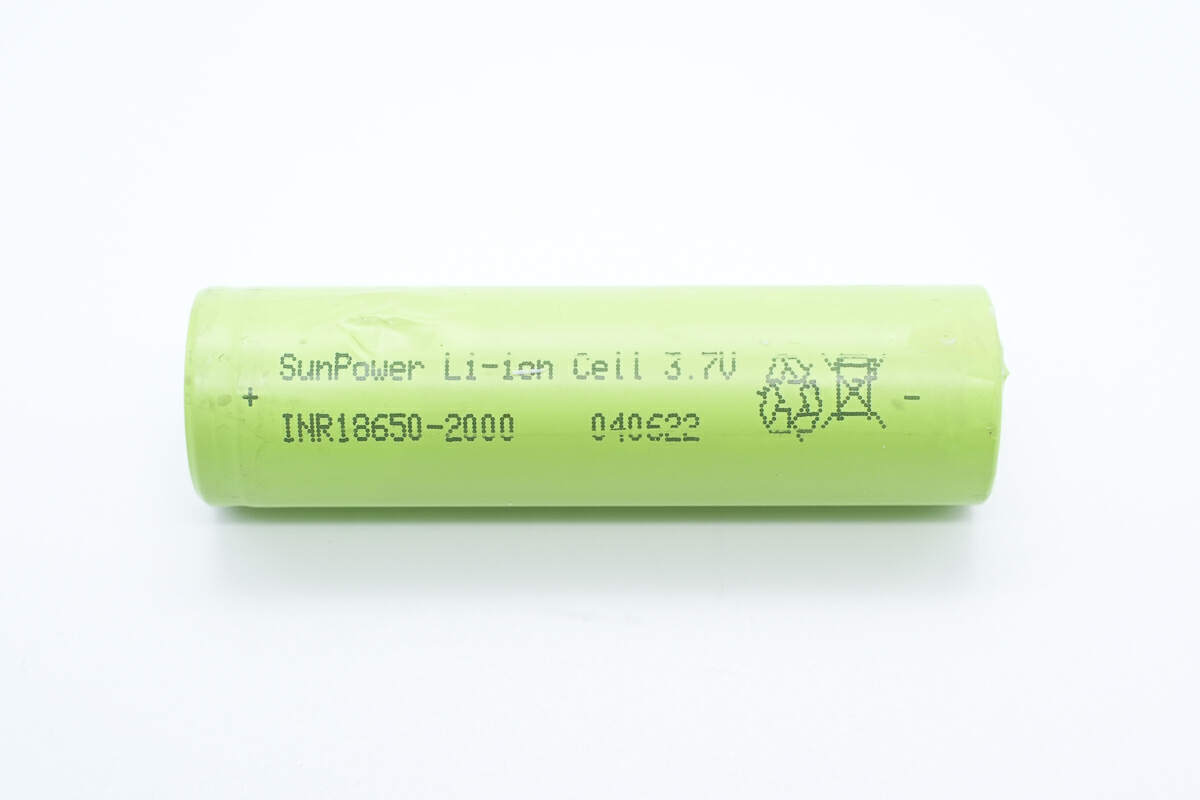 SunPower Li-ion Cell 3.7V
+ -
INR18650-2000 040622